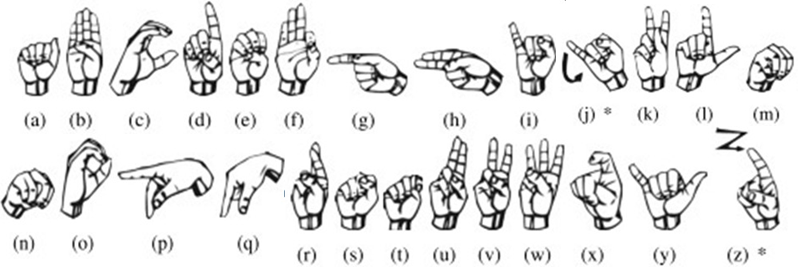 (a) (b) (c) (d) (e) (f) (g) (h) (i) (j) * (k) (l) (m)
(n) (o) (p) (q) (r) (s) (t) (u) (v) (w) (x) (y) (z) *